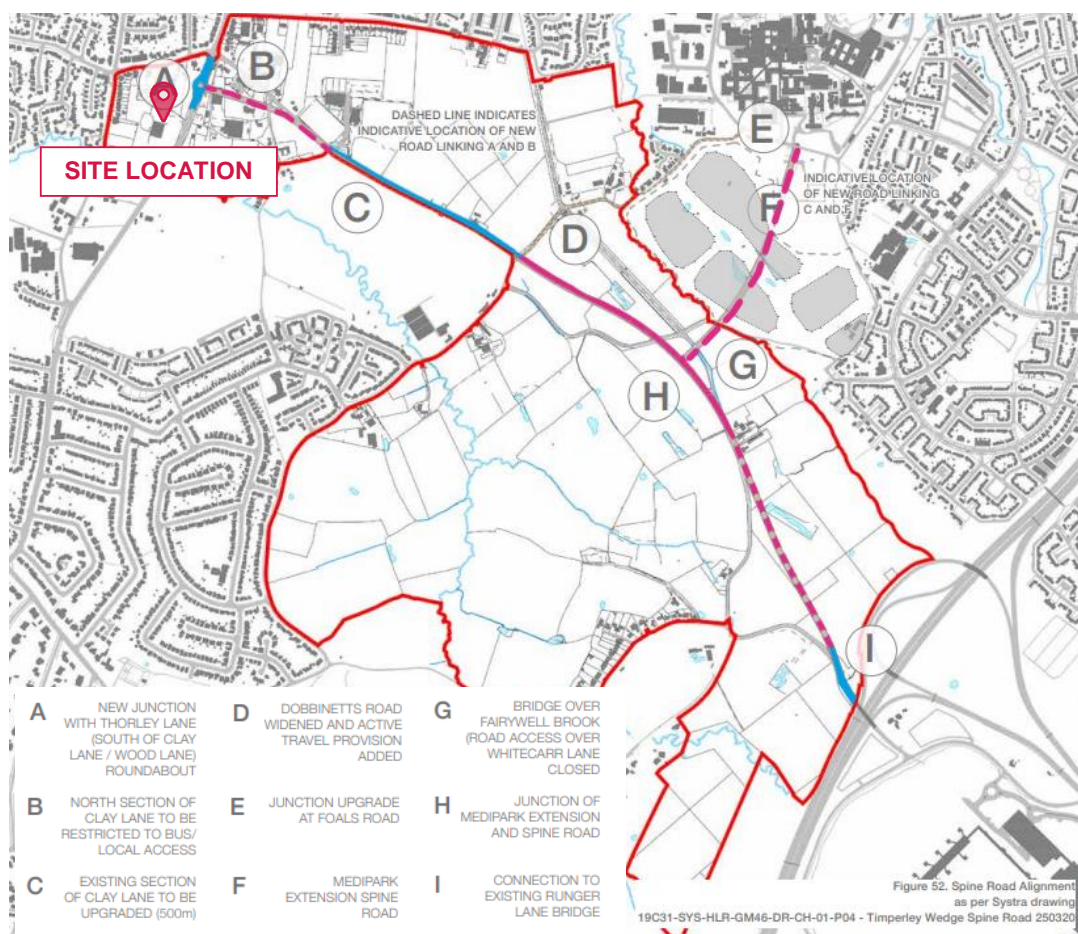 A
B
DASHED LINE INDICATES
INDICATIVE LOCATION OF NEW
ROAD LINKING A AND B
E
SITE LOCATION
INDICATIVE LOCATION
OF NEW ROAD LINKING
C AND F
C
F
D
G
H
I
A
NEW JUNCTION
WITH THORLEY LANE
(SOUTH OF CLAY
LANE / WOOD LANE)
ROUNDABOUT
D
DOBBINETTS ROAD
WIDENED AND ACTIVE
TRAVEL PROVISION
ADDED
G
BRIDGE OVER
FAIRYWELL BROOK
(ROAD ACCESS OVER
WHITECARR LANE
CLOSED
B
NORTH SECTION OF
CLAY LANE TO BE
RESTRICTED TO BUS/
LOCAL ACCESS
E
JUNCTION UPGRADE
AT FOALS ROAD
H
JUNCTION OF
MEDIPARK EXTENSION
AND SPINE ROAD
C
EXISTING SECTION
OF CLAY LANE TO BE
UPGRADED (500m)
F
MEDIPARK
EXTENSION SPINE
ROAD
I
CONNECTION TO
EXISTING RUNGER
LANE BRIDGE
Figure 52. Spine Road Alignment
as per Systra drawing
19C31-SYS-HLR-GM46-DR-CH-01-P04 - Timperley Wedge Spine Road 250320